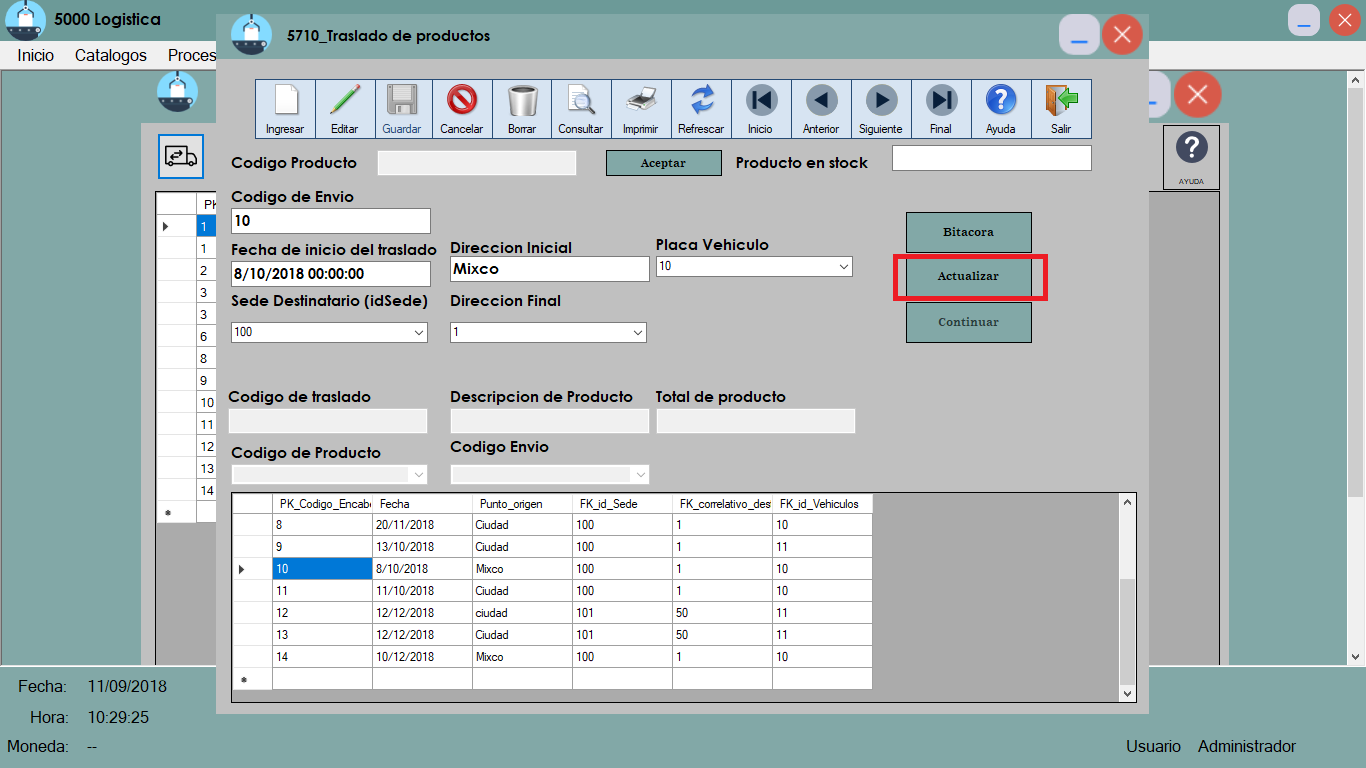 5000 Logistica
Inicio Catalogos
5710_Traslado de productos
Ingresar Editar Guardar Cancelar Borrar Consultar Imprimir Refrescar Inicio Anterior Siguiente Final Ayuda Salir
Codigo Producto Aceptar Producto en stock
AYUDA
Codigo de Envio
10
Bitacora
Fecha de inicio del traslado Direccion Inicial Placa Vehiculo
8/10/2018 00:00:00 Mixco 10
Actualizar
Sede Destinatario (idSede) Direccion Final
100 1
Continuar
Codigo de traslado Descripcion de Producto Total de producto
Codigo de Producto Codigo Envio
PK_Codigo_Encab Fecha Punto_origen FK_id_Sede FK_correlativo_des FK_id_Vehiculos
8 20/11/2018 Ciudad 100 1 10
9 13/10/2018 Ciudad 100 1 11
10 8/10/2018 Mixco 100 1 10
11 11/10/2018 Ciudad 100 1 10
12 12/12/2018 ciudad 101 50 11
13 12/12/2018 Ciudad 101 50 11
14 10/12/2018 Mixco 100 1 10
*
1
1
2
3
3
6
8
9
10
11
12
13
14
*
Fecha: 11/09/2018
Hora: 10:29:25
Moneda: --
Usuario Administrador